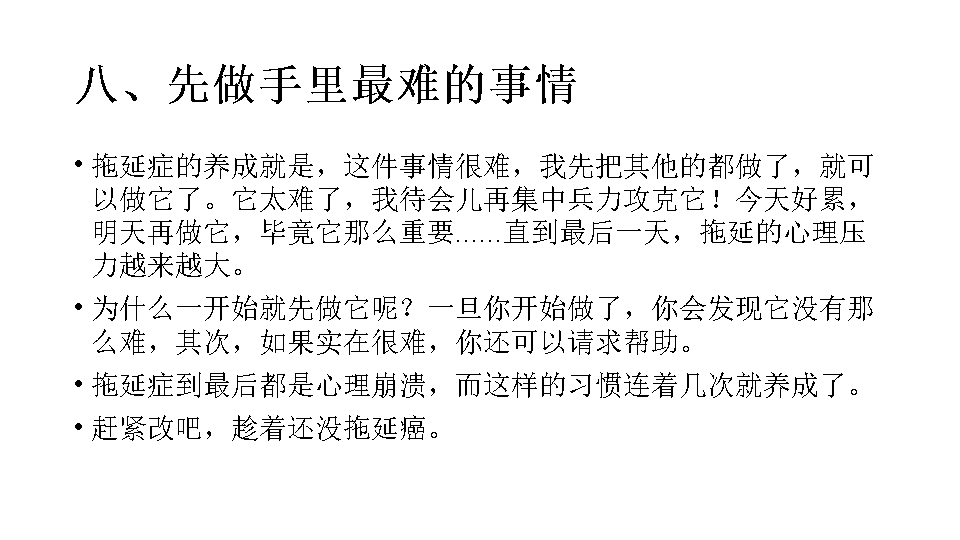 八、先做手里最难的事情
• 拖延症的养成就是，这件事情很难，我先把其他的都做了，就可
以做它了。它太难了，我待会儿再集中兵力攻克它！今天好累，
明天再做它，毕竟它那么重要……直到最后一天，拖延的心理压
力越来越大。
• 为什么一开始就先做它呢？一旦你开始做了，你会发现它没有那
么难，其次，如果实在很难，你还可以请求帮助。
• 拖延症到最后都是心理崩溃，而这样的习惯连着几次就养成了。
• 赶紧改吧，趁着还没拖延癌。